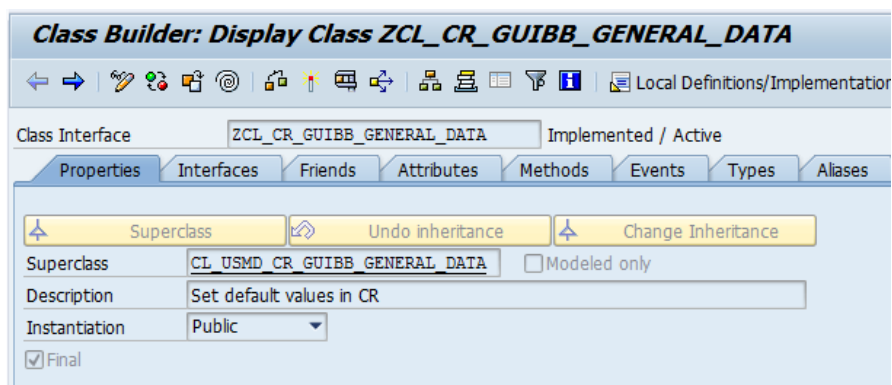 Class Builder: Display Class ZCL_CR_GUIBB_GENERAL_DATA
Local Definitions/Implementation
Class Interface ZCL_CR_GUIBB_GENERAL_DATA Implemented / Active
Properties Interfaces Friends Attributes Methods Events Types Aliases
Superclass Undo inheritance Change Inheritance
Superclass CL_USMD_CR_GUIBB_GENERAL_DATA Modeled only
Description Set default values in CR
Instantiation Public
Final